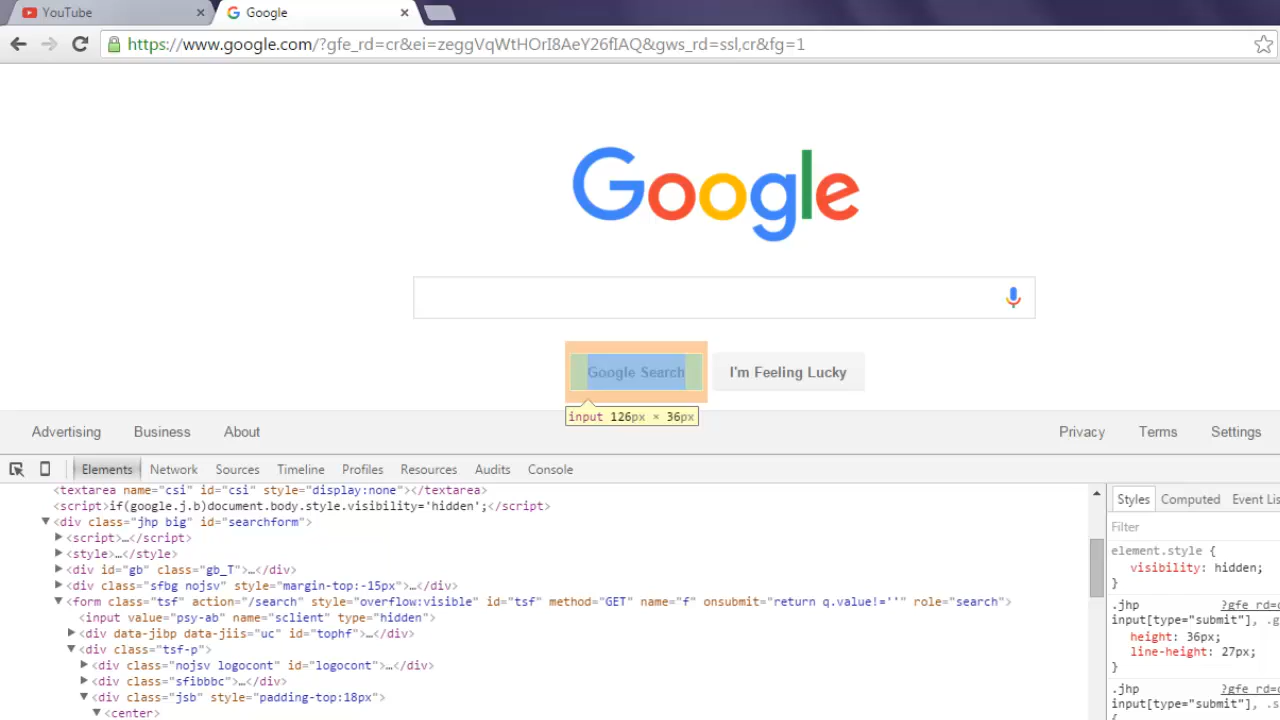 YouTube
Google
https://www.google.com/?gfe_rd=cr&ei=zeggVqWtHOrI8AeY26fIAQ&gws_rd=ssl,cr&fg=1
Google
Google Search
I'm Feeling Lucky
input 126px × 36px
Advertising Business About Privacy Terms Settings
Elements Network Sources Timeline Profiles Resources Audits Console
<textarea name="csi" id="csi" style="display:none"></textarea>
<script>if(google.j.b)document.body.style.visibility='hidden';</script>
<div class="jhp big" id="searchform">
<script>…</script>
<style>…</style>
<div id="gb" class="gb_T">…</div>
<div class="sfbg nojsv" style="margin-top:-15px">…</div>
<form class="tsf" action="/search" style="overflow:visible" id="tsf" method="GET" name="f" onsubmit="return q.value!=''" role="search">
<input value="psy-ab" name="sclient" type="hidden">
<div data-jibp data-jiis="uc" id="tophf">…</div>
<div class="tsf-p">
<div class="nojsv logocont" id="logocont">…</div>
<div class="sfibbbc">…</div>
<div class="jsb" style="padding-top:18px">
<center>
Styles Computed Event Lis
Filter
element.style {
visibility: hidden;
}
.jhp ?gfe_rd=c
input[type="submit"], .g
height: 36px;
line-height: 27px;
}
.jhp ?gfe_rd=c
input[type="submit"], .s
{